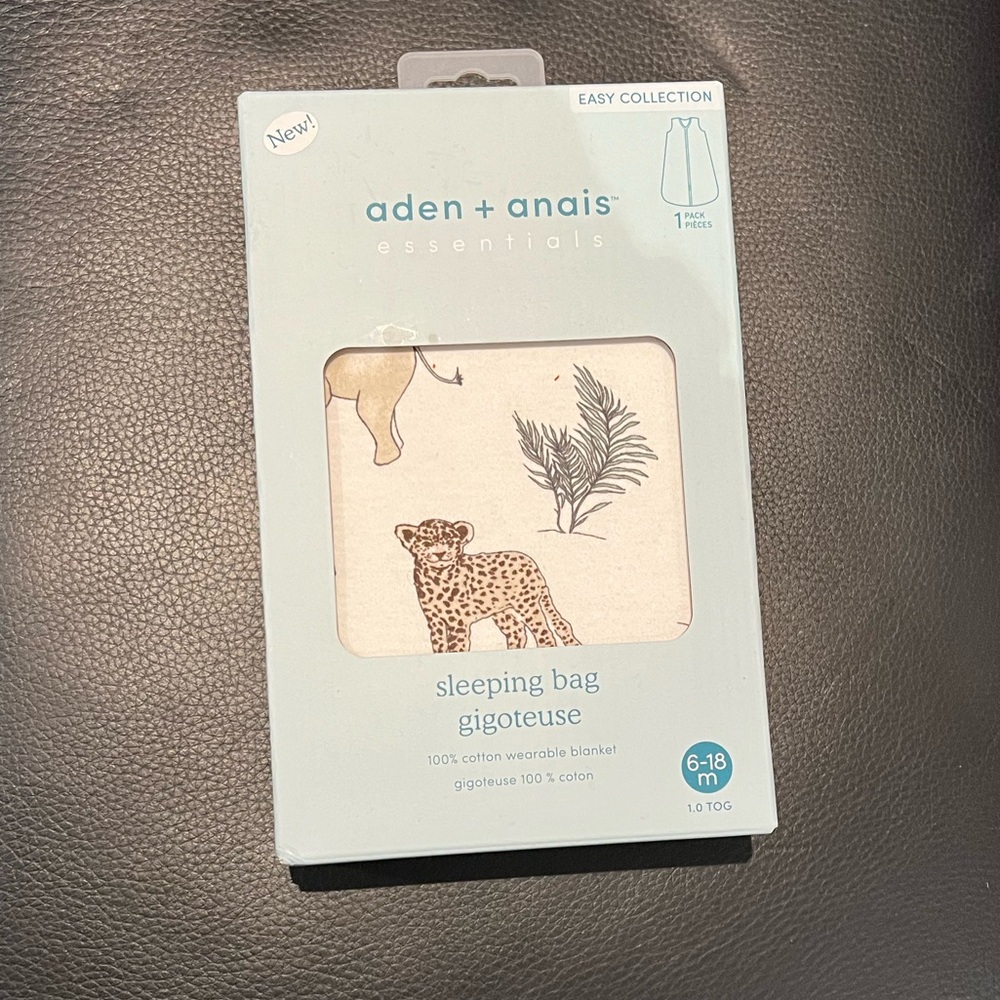 New!
EASY COLLECTION
1 PACK
PIÈCES
aden + anais™
essentials
sleeping bag
gigoteuse
100% cotton wearable blanket
gigoteuse 100 % coton
6-18
m
1.0 TOG